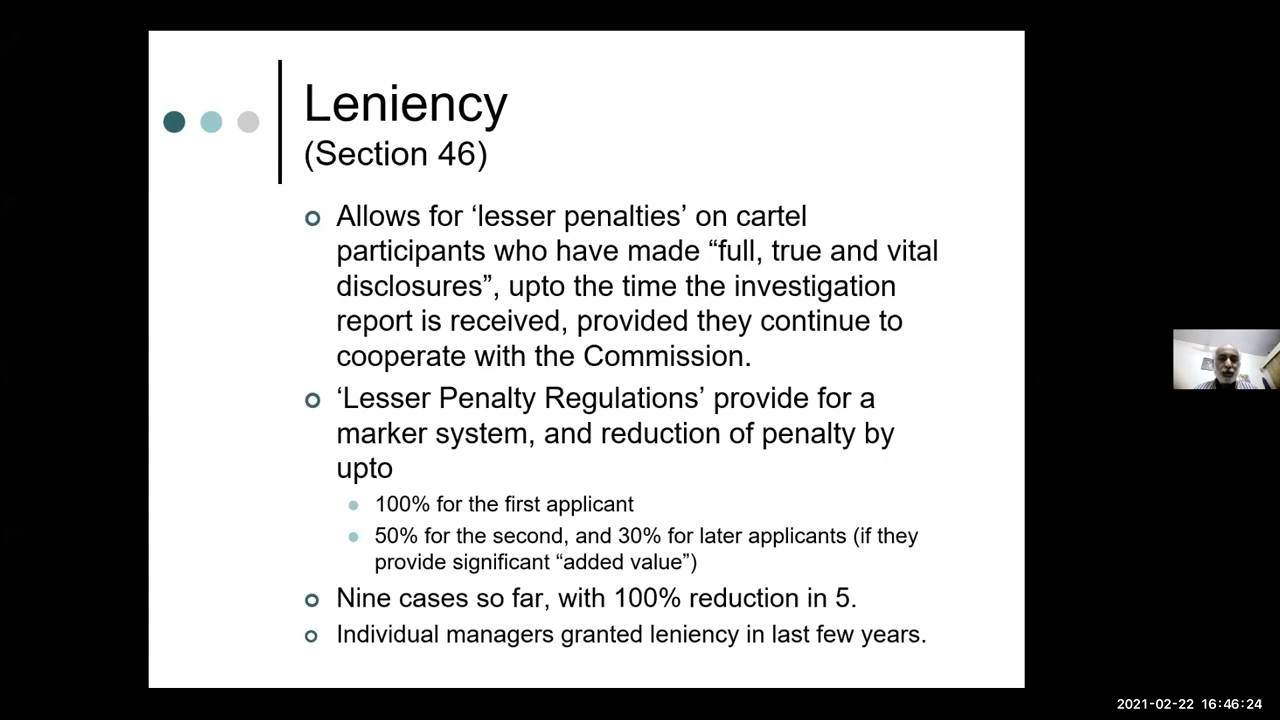 Leniency
(Section 46)
Allows for ‘lesser penalties’ on cartel
participants who have made “full, true and vital
disclosures”, upto the time the investigation
report is received, provided they continue to
cooperate with the Commission.
‘Lesser Penalty Regulations’ provide for a
marker system, and reduction of penalty by
upto
100% for the first applicant
50% for the second, and 30% for later applicants (if they
provide significant “added value”)
Nine cases so far, with 100% reduction in 5.
Individual managers granted leniency in last few years.
2021-02-22 16:46:24